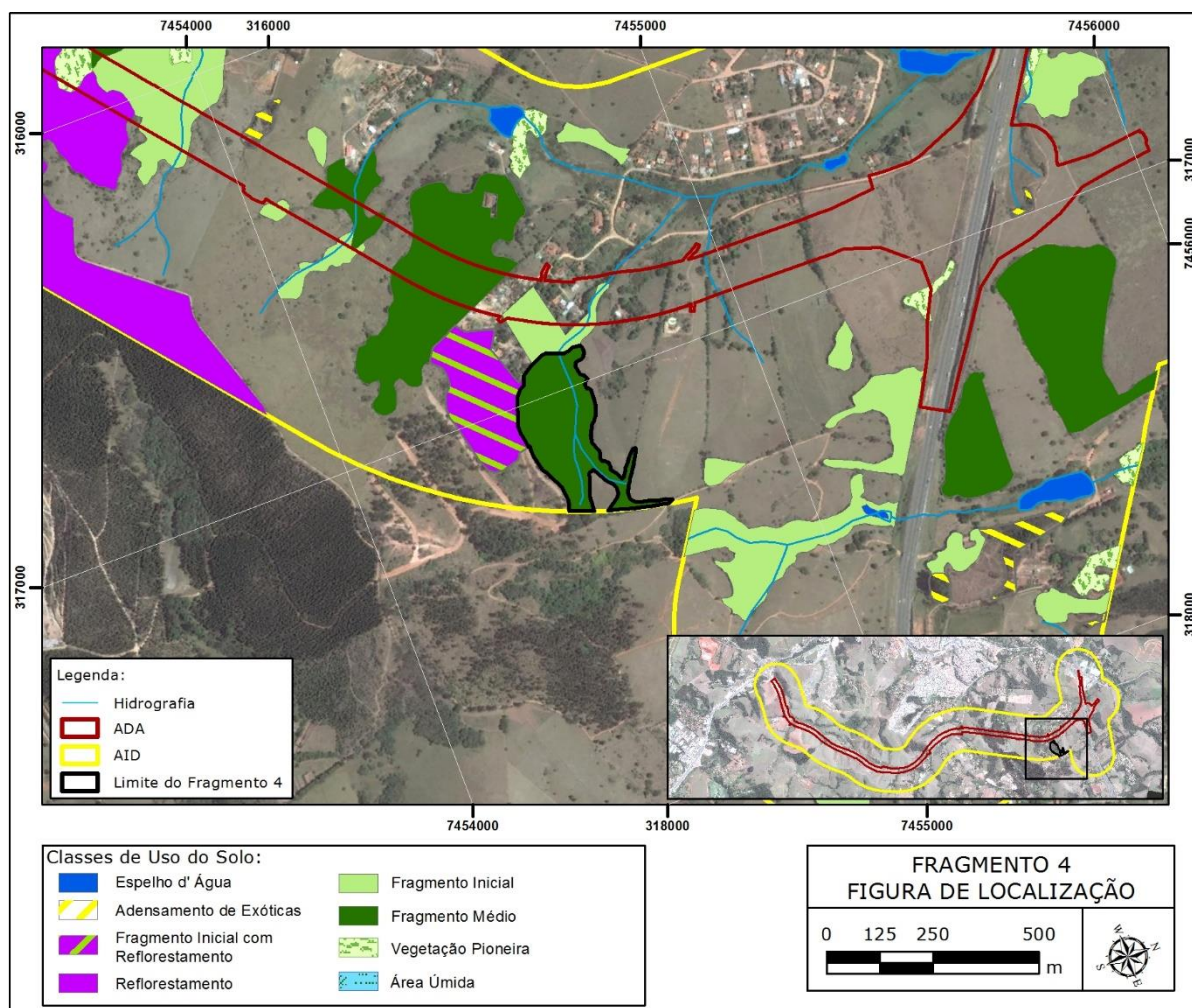 7454000
316000
7455000
7456000
316000
317000
7456000
317000
318000
Legenda:
Hidrografia
ADA
AID
Limite do Fragmento 4
7454000
318000
7455000
Classes de Uso do Solo:
Espelho d' Água
Adensamento de Exóticas
Fragmento Inicial com
Reflorestamento
Reflorestamento
Fragmento Inicial
Fragmento Médio
Vegetação Pioneira
Área Úmida
FRAGMENTO 4
FIGURA DE LOCALIZAÇÃO
0 125 250 500
m
W N
S E